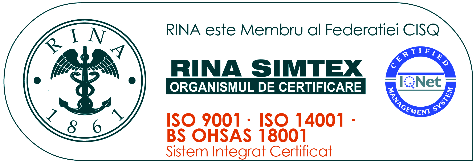 RINA
1861
RINA este Membru al Federatiei CISQ
RINA SIMTEX
ORGANISMUL DE CERTIFICARE
CERTIFIED
IQNet
MANAGEMENT SYSTEM
ISO 9001 · ISO 14001 ·
BS OHSAS 18001
Sistem Integrat Certificat